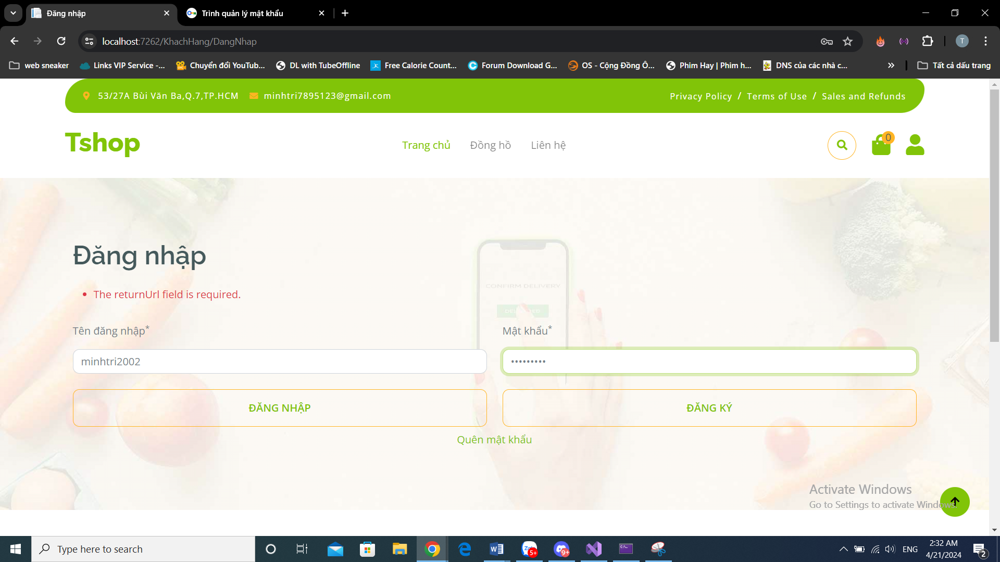 Đăng nhập
Trình quản lý mật khẩu
localhost:7262/KhachHang/DangNhap
T
web sneaker
Links VIP Service -...
Chuyển đổi YouTub...
DL with TubeOffline
Free Calorie Count...
Forum Download G...
OS - Cộng Đồng Ô...
Phim Hay | Phim h...
DNS của các nhà c...
Tất cả dấu trang
53/27A Bùi Văn Ba,Q.7,TP.HCM
minhtri7895123@gmail.com
Privacy Policy / Terms of Use / Sales and Refunds
Tshop
Trang chủ
Đồng hồ
Liên hệ
0
Đăng nhập
CONFIRM DELIVERY
The returnUrl field is required.
Tên đăng nhập*
Mật khẩu*
minhtri2002
•••••••••
ĐĂNG NHẬP
ĐĂNG KÝ
Quên mật khẩu
Activate Windows
Go to Settings to activate Windows.
Type here to search
5+
9+
ENG
2:32 AM
4/21/2024
2